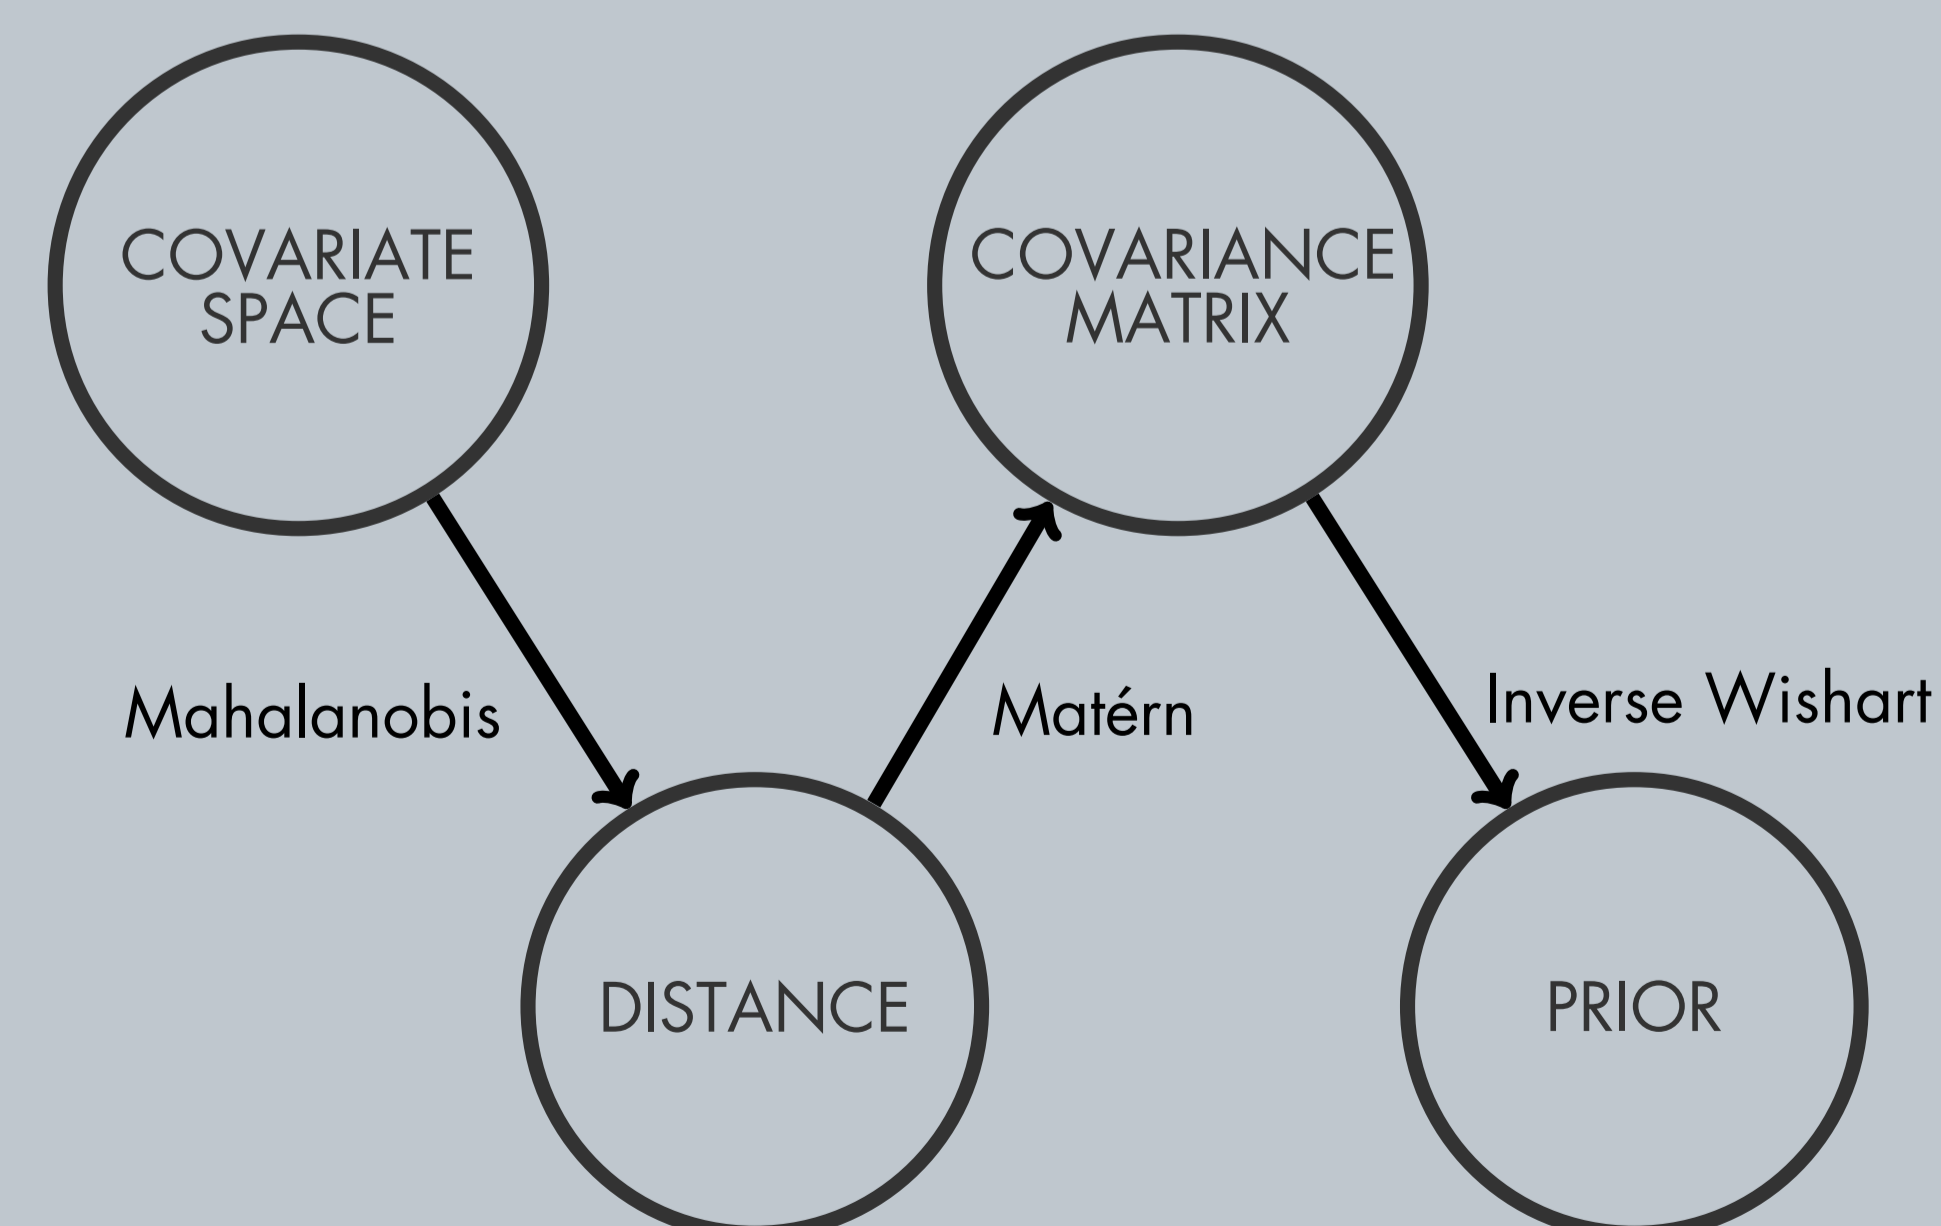 COVARIATE
SPACE
COVARIANCE
MATRIX
Mahalanobis
Matérn
Inverse Wishart
DISTANCE
PRIOR